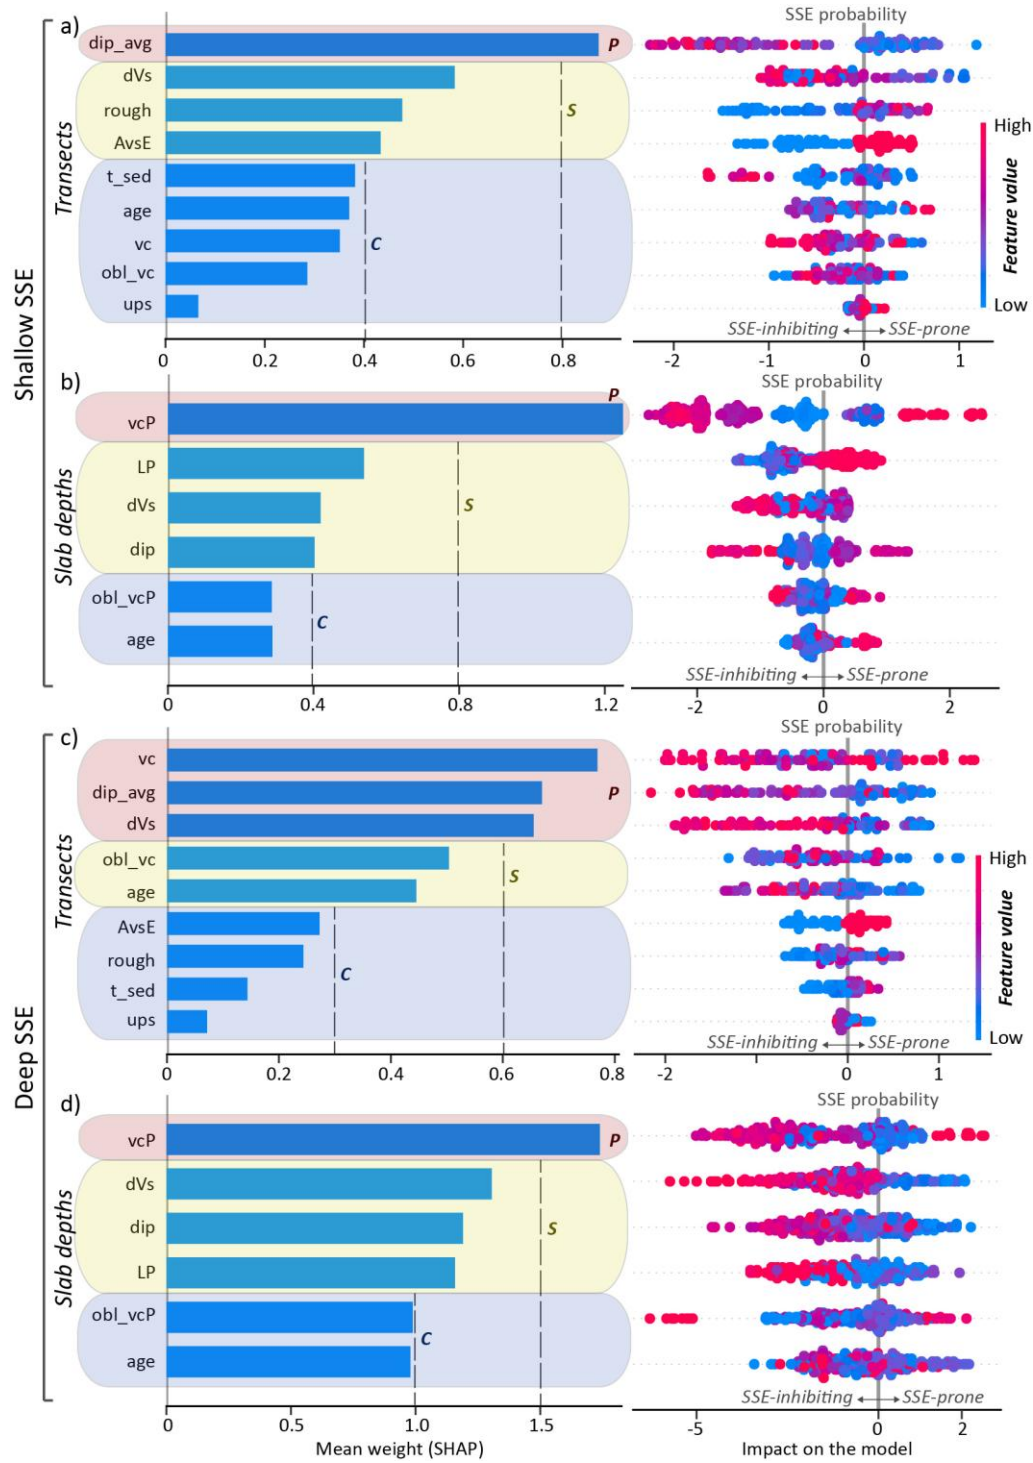 Shallow SSE
Transects
a)
dip_avg
P
dVs
rough
S
AvsE
t_sed
age
vc
C
obl_vc
ups
0
0.2
0.4
0.6
0.8
SSE probability
High
Feature value
Low
SSE-inhibiting
SSE-prone
-2
-1
0
1
Slab depths
b)
P
vcP
LP
dVs
S
dip
obl_vcP
C
age
0
0.4
0.8
1.2
SSE probability
SSE-inhibiting
SSE-prone
-2
0
2
Deep SSE
Transects
c)
vc
dip_avg
P
dVs
obl_vc
S
age
AvsE
rough
C
t_sed
ups
0
0.2
0.4
0.6
0.8
SSE probability
High
Feature value
Low
SSE-inhibiting
SSE-prone
-2
0
1
Slab depths
d)
vcP
P
dVs
dip
S
LP
obl_vcP
C
age
0
0.5
1.0
1.5
Mean weight (SHAP)
SSE probability
SSE-inhibiting
SSE-prone
-5
0
2
Impact on the model